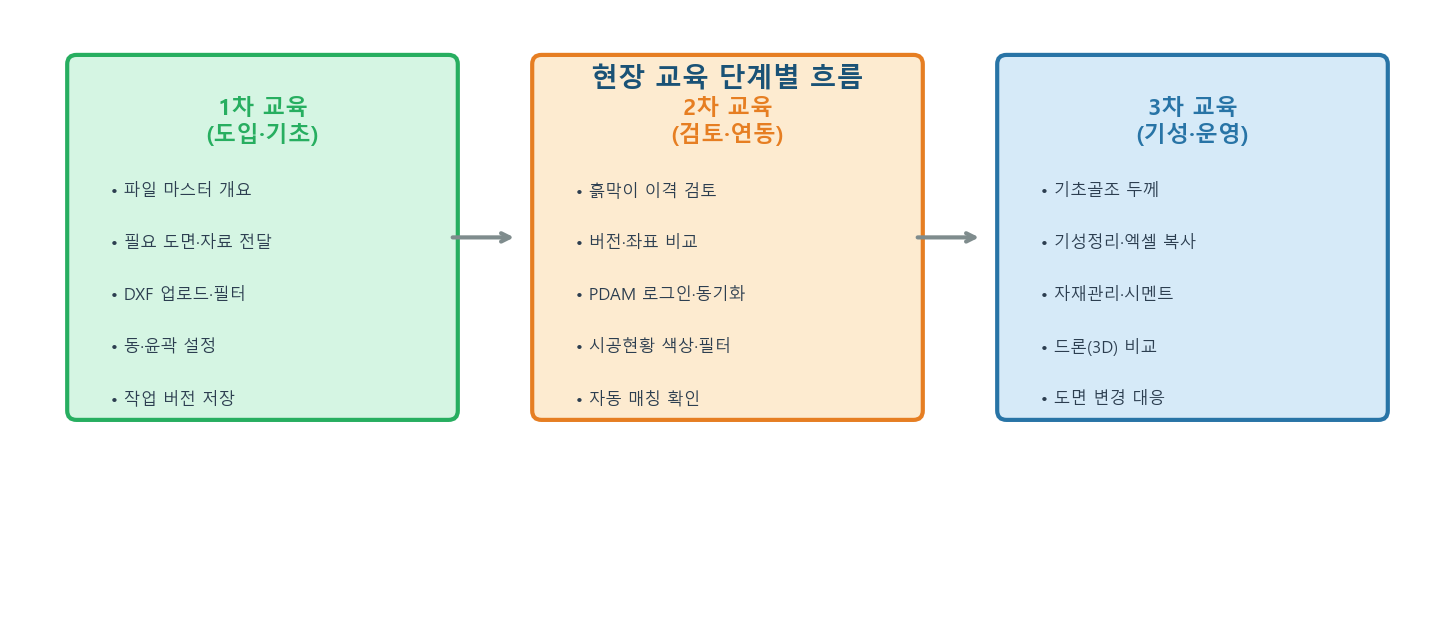 현장 교육 단계별 흐름
1차 교육
(도입·기초)
• 파일 마스터 개요
• 필요 도면·자료 전달
• DXF 업로드·필터
• 동·윤곽 설정
• 작업 버전 저장
2차 교육
(검토·연동)
• 흙막이 이격 검토
• 버전·좌표 비교
• PDAM 로그인·동기화
• 시공현황 색상·필터
• 자동 매칭 확인
3차 교육
(기성·운영)
• 기초골조 두께
• 기성정리·엑셀 복사
• 자재관리·시멘트
• 드론(3D) 비교
• 도면 변경 대응